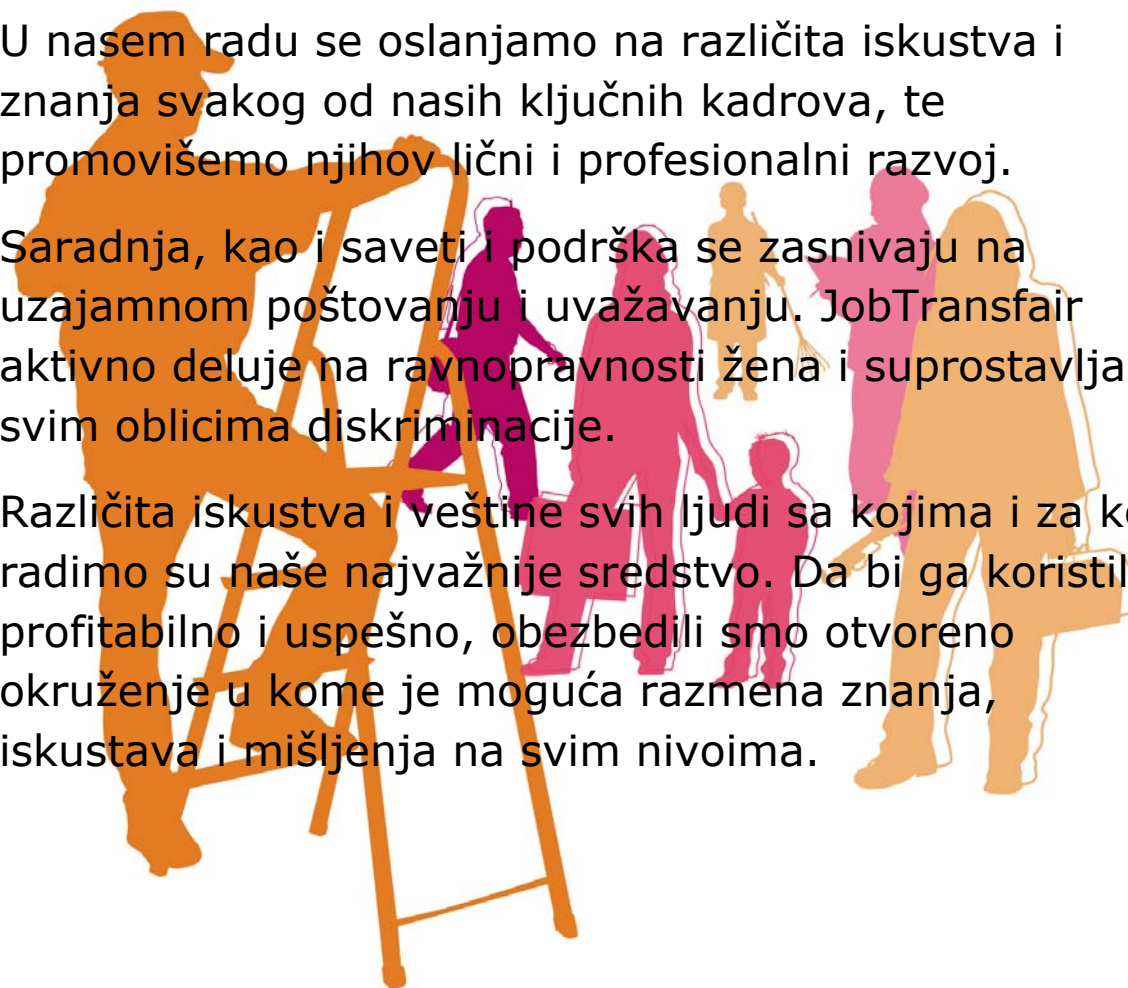 U nasem radu se oslanjamo na različita iskustva i
znanja svakog od nasih ključnih kadrova, te
promovišemo njihov lični i profesionalni razvoj.
Saradnja, kao i saveti i podrška se zasnivaju na
uzajamnom poštovanju i uvažavanju. JobTransfair
aktivno deluje na ravnopravnosti žena i suprostavlja
svim oblicima diskriminacije.
Različita iskustva i veštine svih ljudi sa kojima i za
radimo su naše najvažnije sredstvo. Da bi ga
profitabilno i uspešno, obezbedili smo otvoreno
okruženje u kome je moguća razmena znanja,
iskustava i mišljenja na svim nivoima.